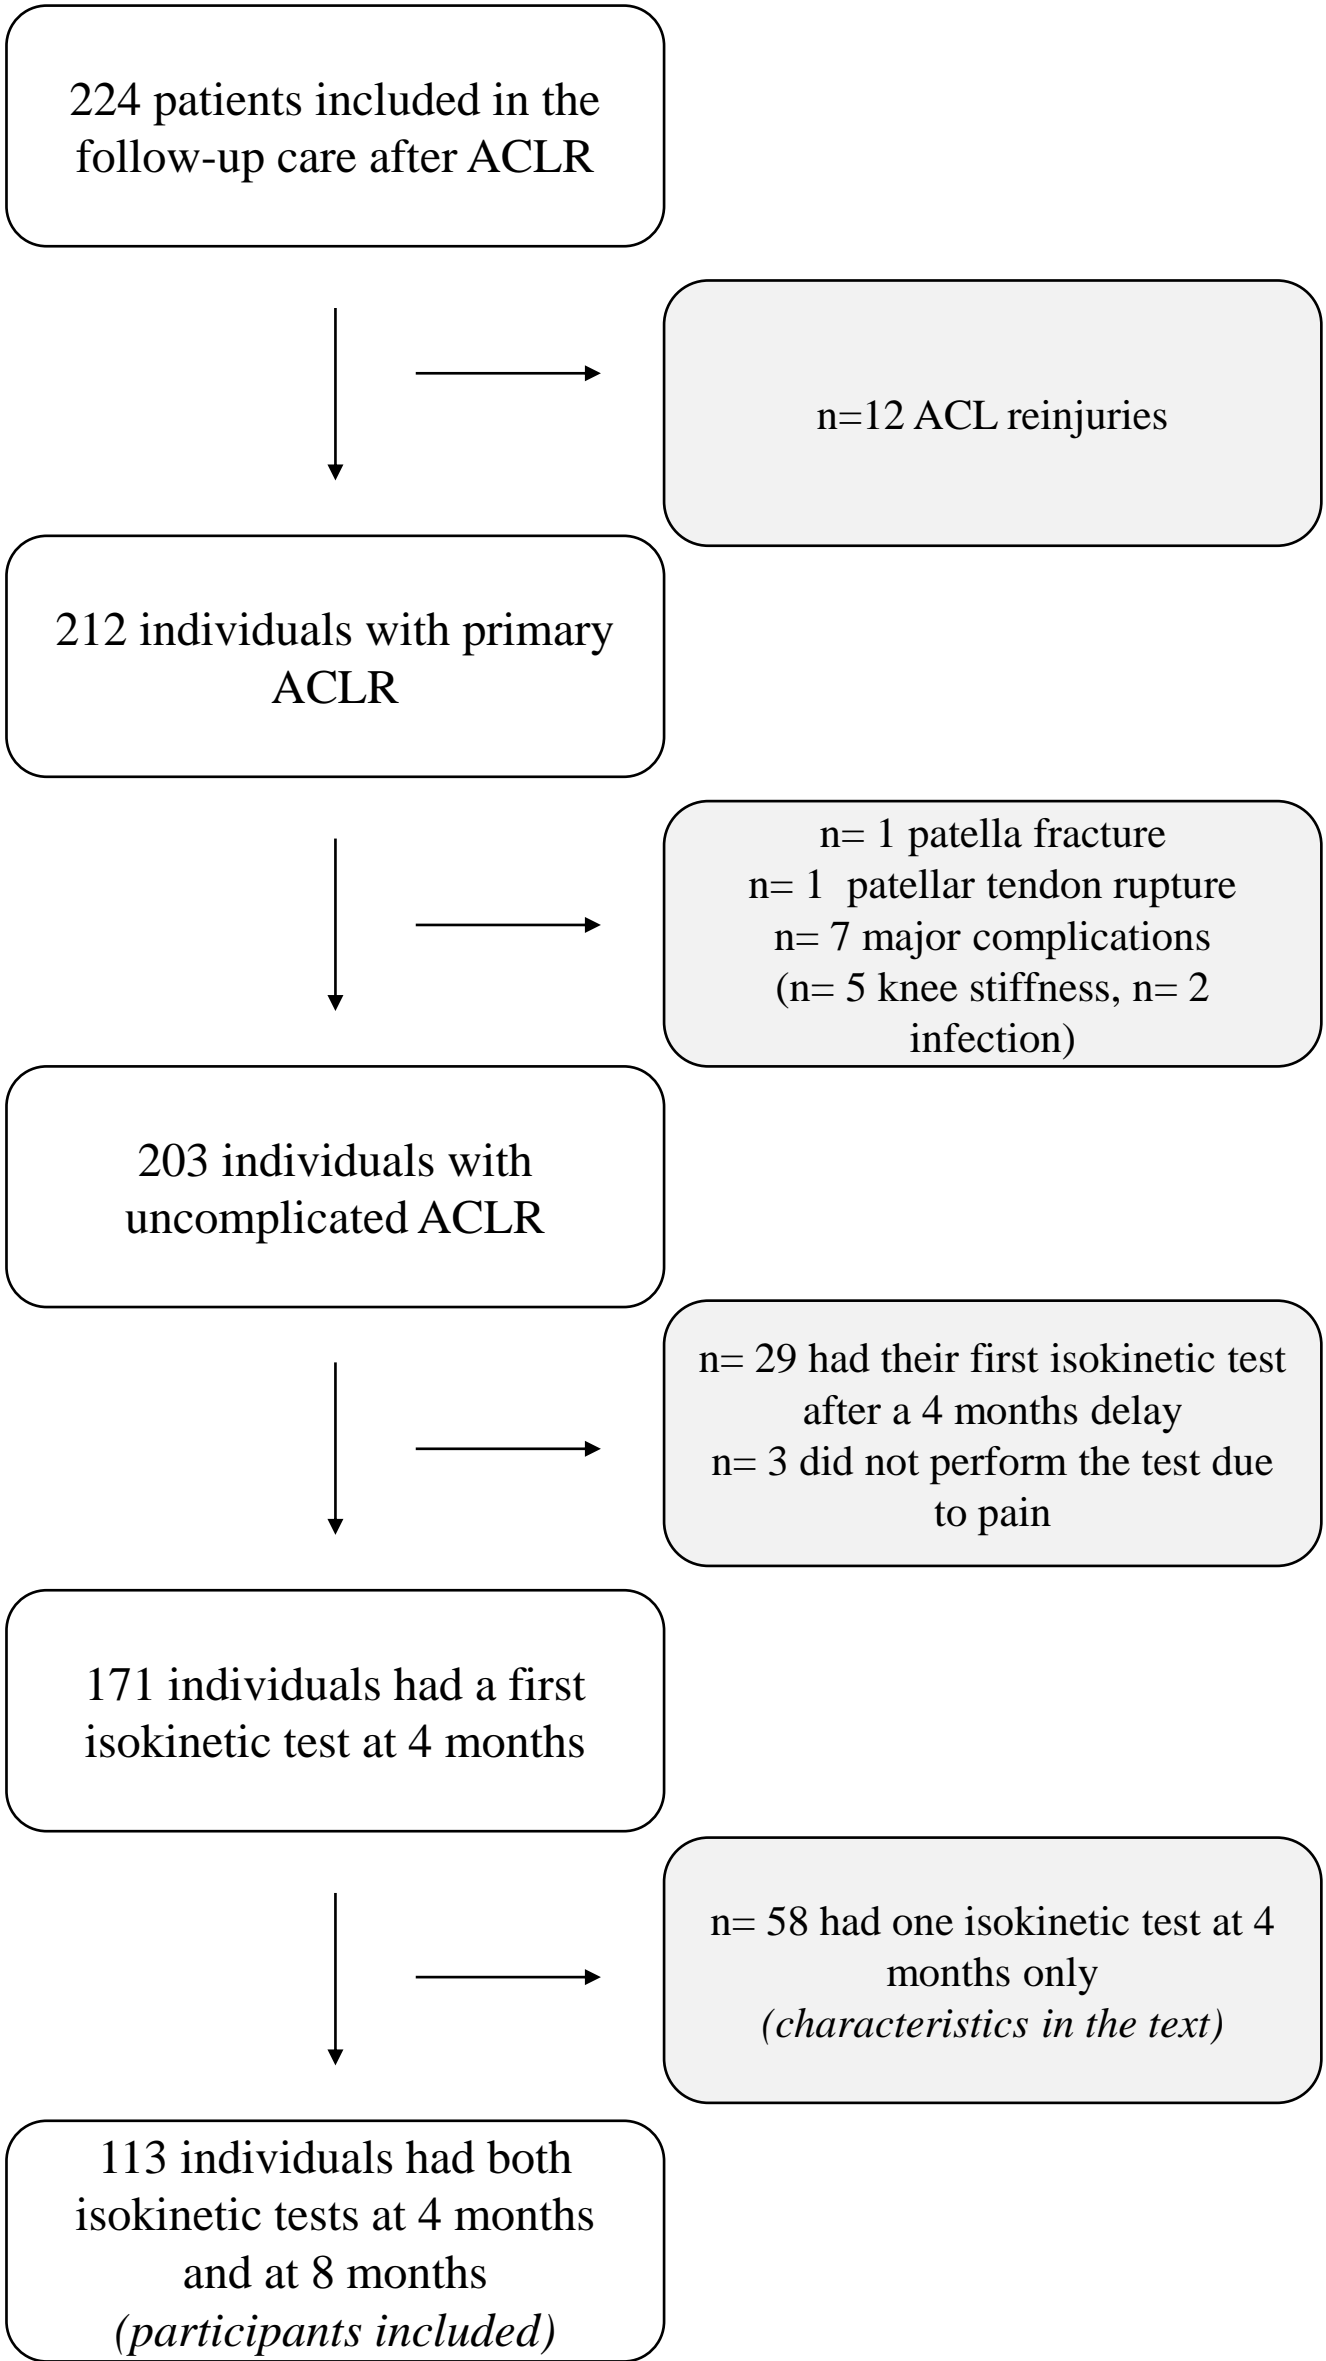 224 patients included in the
follow-up care after ACLR
n=12 ACL reinjuries
212 individuals with primary
ACLR
n= 1 patella fracture
n= 1  patellar tendon rupture
n= 7 major complications
(n= 5 knee stiffness, n= 2
infection)
203 individuals with
uncomplicated ACLR
n= 29 had their first isokinetic test
after a 4 months delay
n= 3 did not perform the test due
to pain
171 individuals had a first
isokinetic test at 4 months
n= 58 had one isokinetic test at 4
months only
(characteristics in the text)
113 individuals had both
isokinetic tests at 4 months
and at 8 months
(participants included)